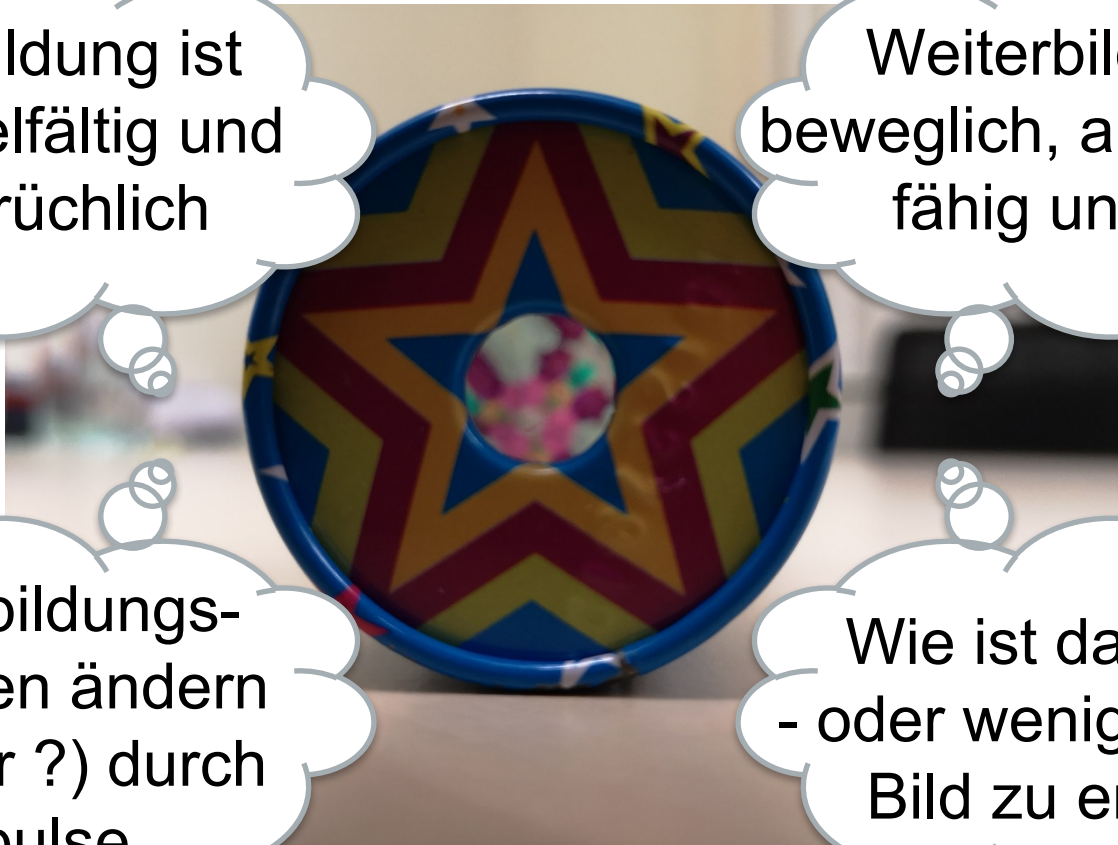 ldung ist
elfältig und
rüchlich
Weiterbil
beweglich, a
fähig un
bildungs-
en ändern
r ?) durch
pulse
Wie ist da
- oder wenig
Bild zu er